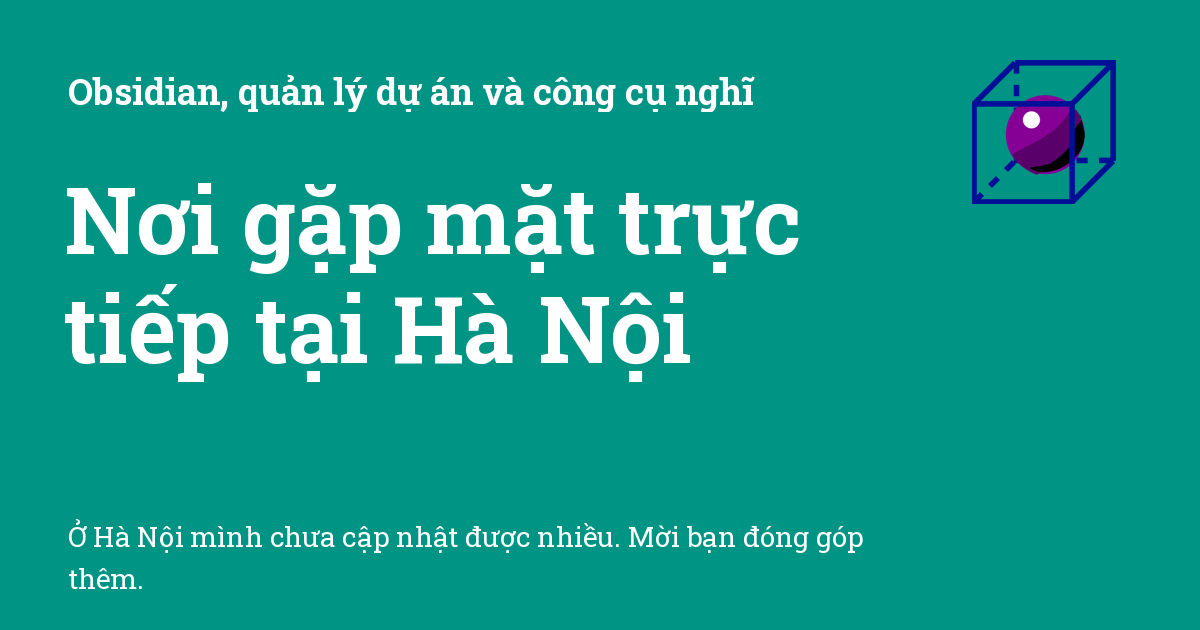 Obsidian, quản lý dự án và công cụ nghĩ
Nơi gặp mặt trực
tiếp tại Hà Nội
Ở Hà Nội mình chưa cập nhật được nhiều. Mời bạn đóng góp
thêm.